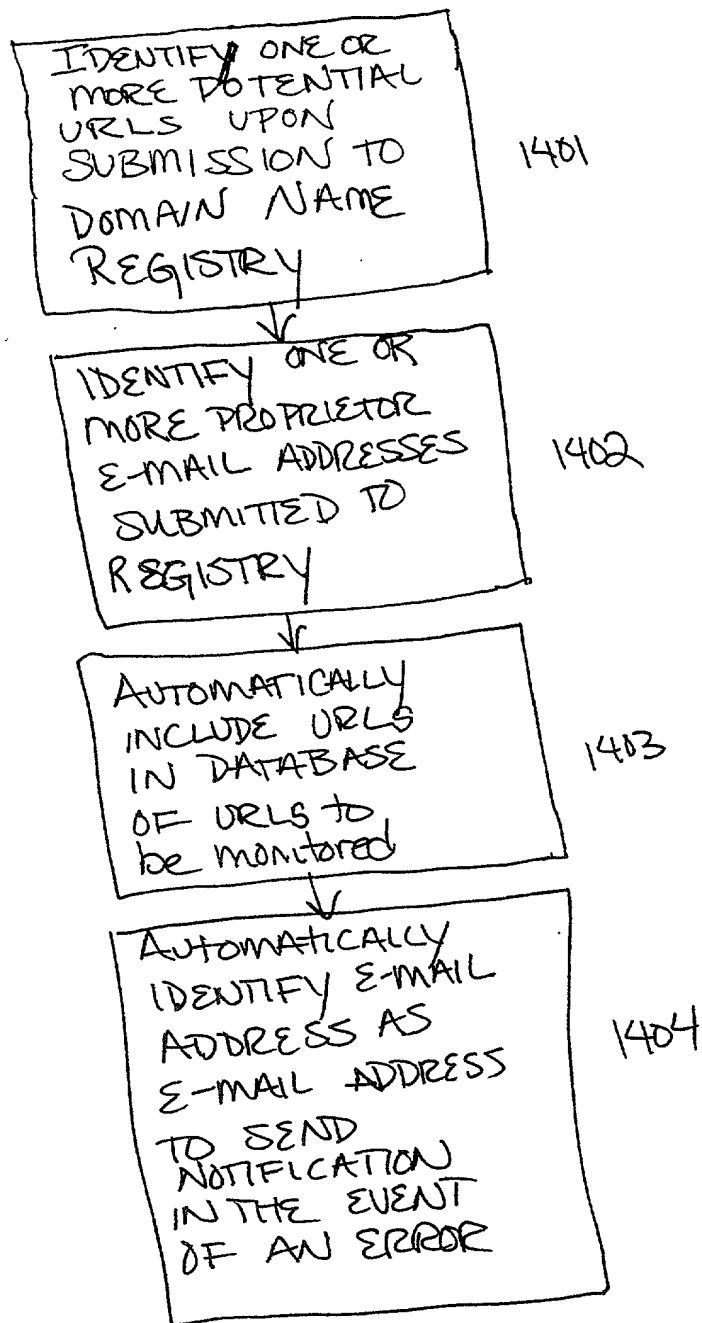 IDENTIFY ONE OR
MORE POTENTIAL
URLS UPON
SUBMISSION TO
DOMAIN NAME
REGISTRY
1401
IDENTIFY ONE OR
MORE PROPRIETOR
E-MAIL ADDRESSES
SUBMITTED TO
REGISTRY
1402
AUTOMATICALLY
INCLUDE URLS
IN DATABASE
OF URLS to
be monitored
1403
AUTOMATICALLY
IDENTIFY E-MAIL
ADDRESS AS
E-MAIL ADDRESS
TO SEND
NOTIFICATION
IN THE EVENT
OF AN ERROR
1404